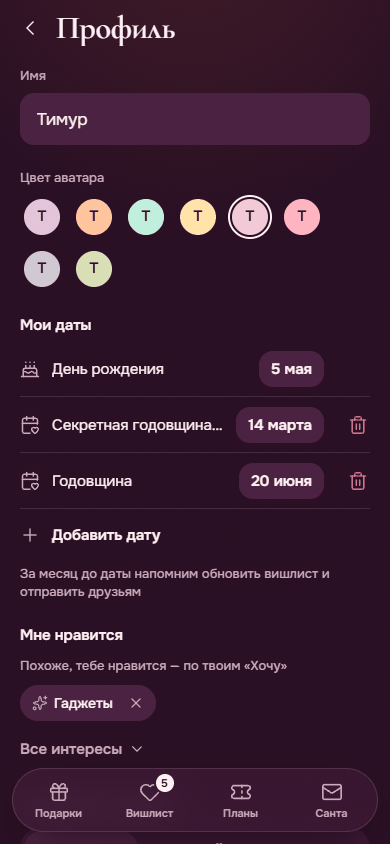 Профиль
Имя
Тимур
Цвет аватара
Т Т Т Т Т Т
Т Т
Мои даты
День рождения 5 мая
Секретная годовщина... 14 марта
Годовщина 20 июня
Добавить дату
За месяц до даты напомним обновить вишлист и
отправить друзьям
Мне нравится
Похоже, тебе нравится — по твоим «Хочу»
Гаджеты
Все интересы
5
Подарки Вишлист Планы Санта